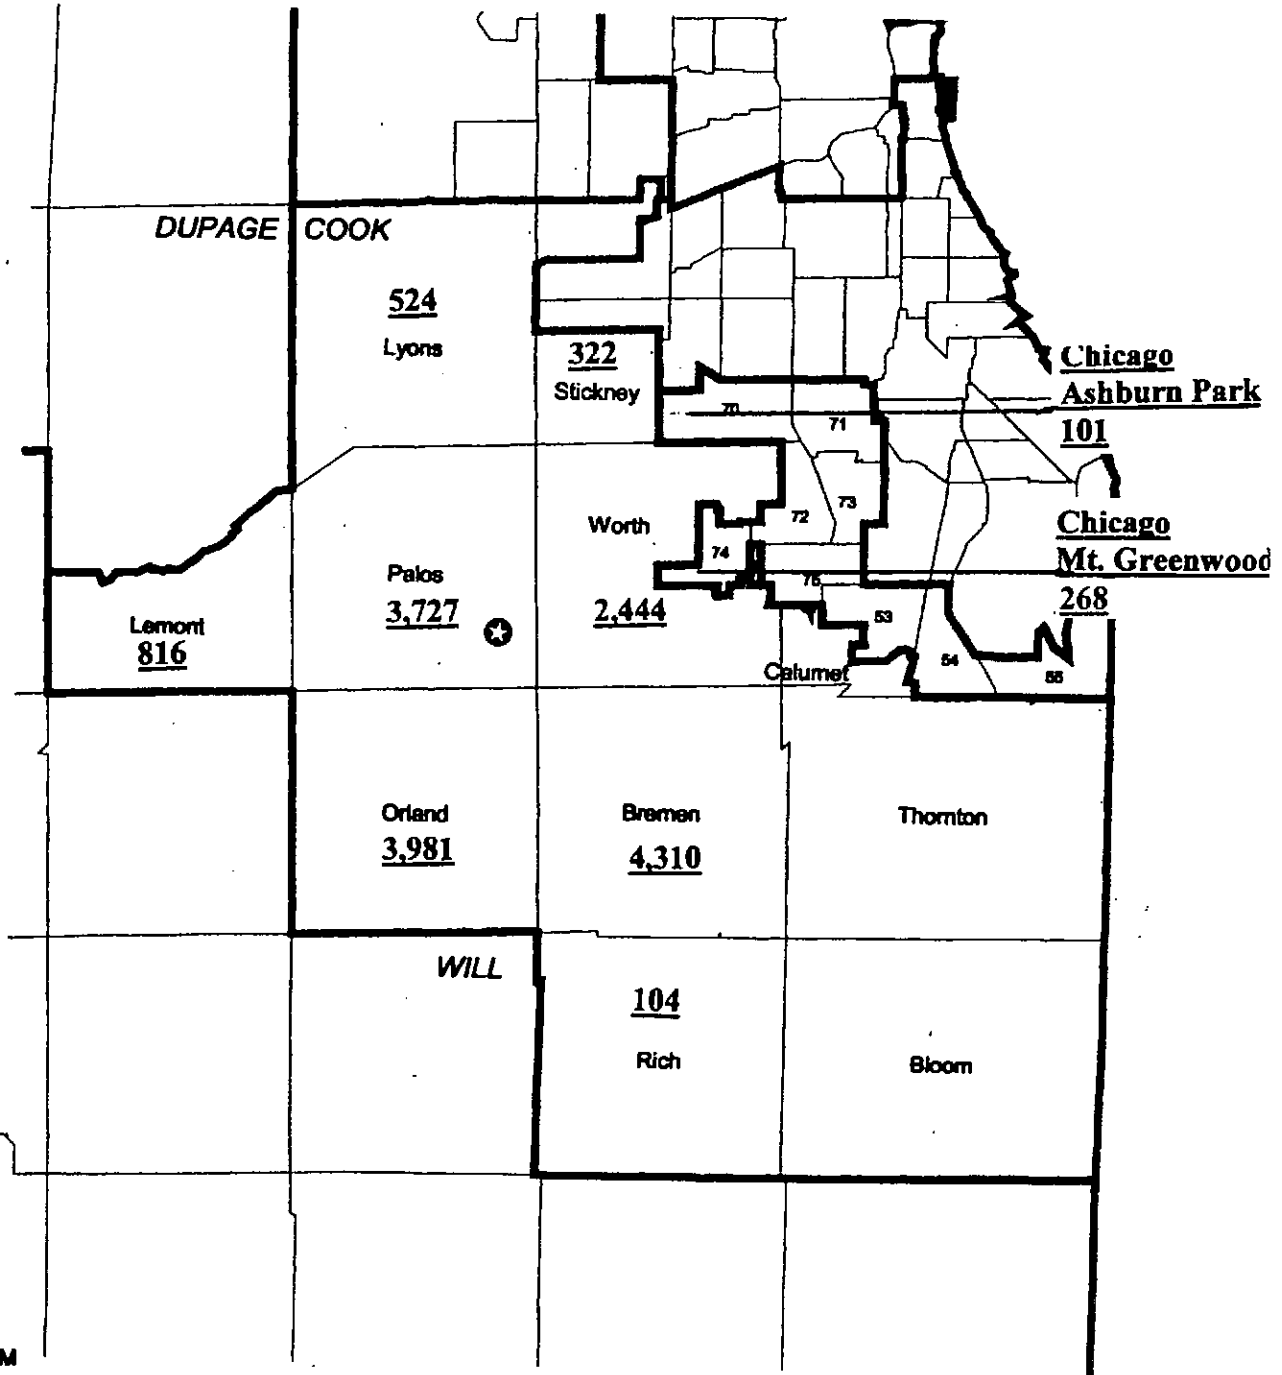 DUPAGE COOK
524
Lyons
322
Stickney
Chicago
Ashburn Park
101
70
71
Chicago
Mt. Greenwood
268
Worth
72
73
74
75
Palos
3,727
2,444
Lemont
816
53
54
55
Calumet
Orland
3,981
Bremen
4,310
Thornton
WILL
104
Rich
Bloom
M